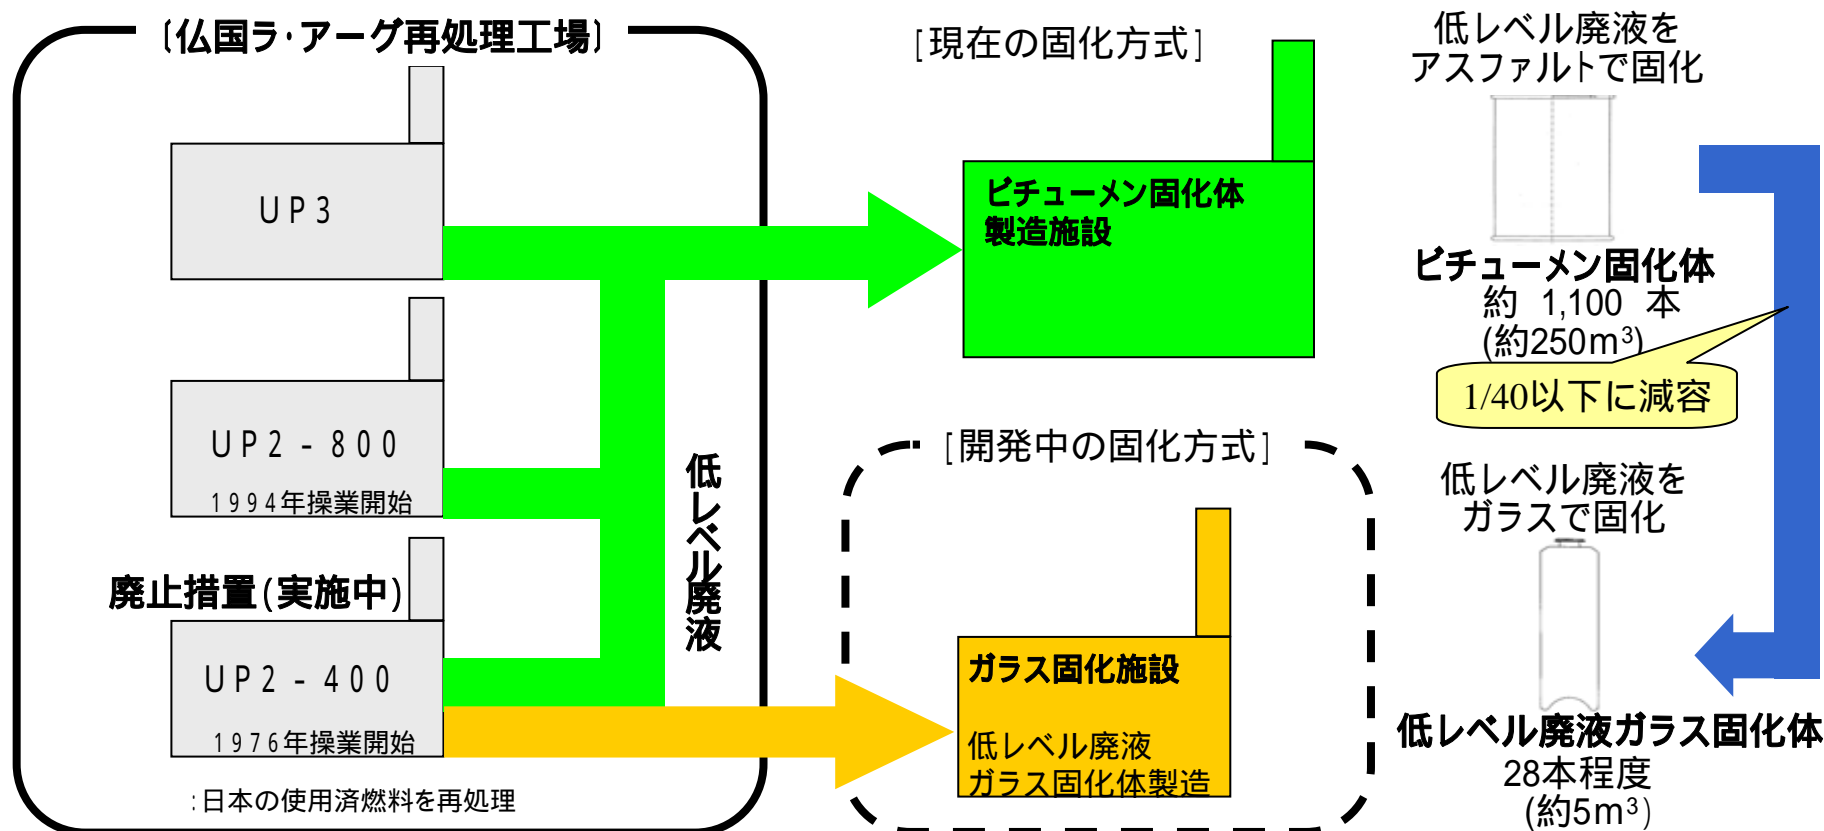 〔仏国ラ・アーグ再処理工場〕
UP3
UP2-800
1994年操業開始
廃止措置(実施中)
UP2-400
1976年操業開始
:日本の使用済燃料を再処理
低レベル廃液
[現在の固化方式]
ビチューメン固化体
製造施設
[開発中の固化方式]
ガラス固化施設
低レベル廃液
ガラス固化体製造
低レベル廃液を
アスファルトで固化
ビチューメン固化体
約 1,100 本
(約250m³)
1/40以下に減容
低レベル廃液を
ガラスで固化
低レベル廃液ガラス固化体
28本程度
(約5m³)